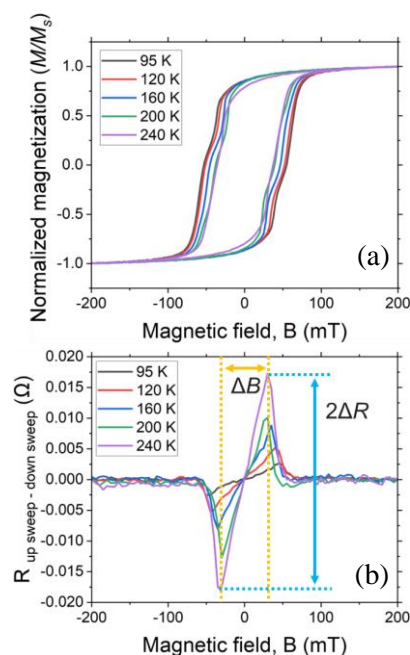 Normalized magnetization (M/Ms)
1.0
0.5
0.0
-0.5
-1.0
95 K
120 K
160 K
200 K
240 K
(a)
-200 -100 0 100 200
Magnetic field, B (mT)
R up sweep - down sweep (Ω)
0.020
0.015
0.010
0.005
0.000
-0.005
-0.010
-0.015
-0.020
95 K
120 K
160 K
200 K
240 K
ΔB
2ΔR
(b)
-200 -100 0 100 200
Magnetic field, B (mT)